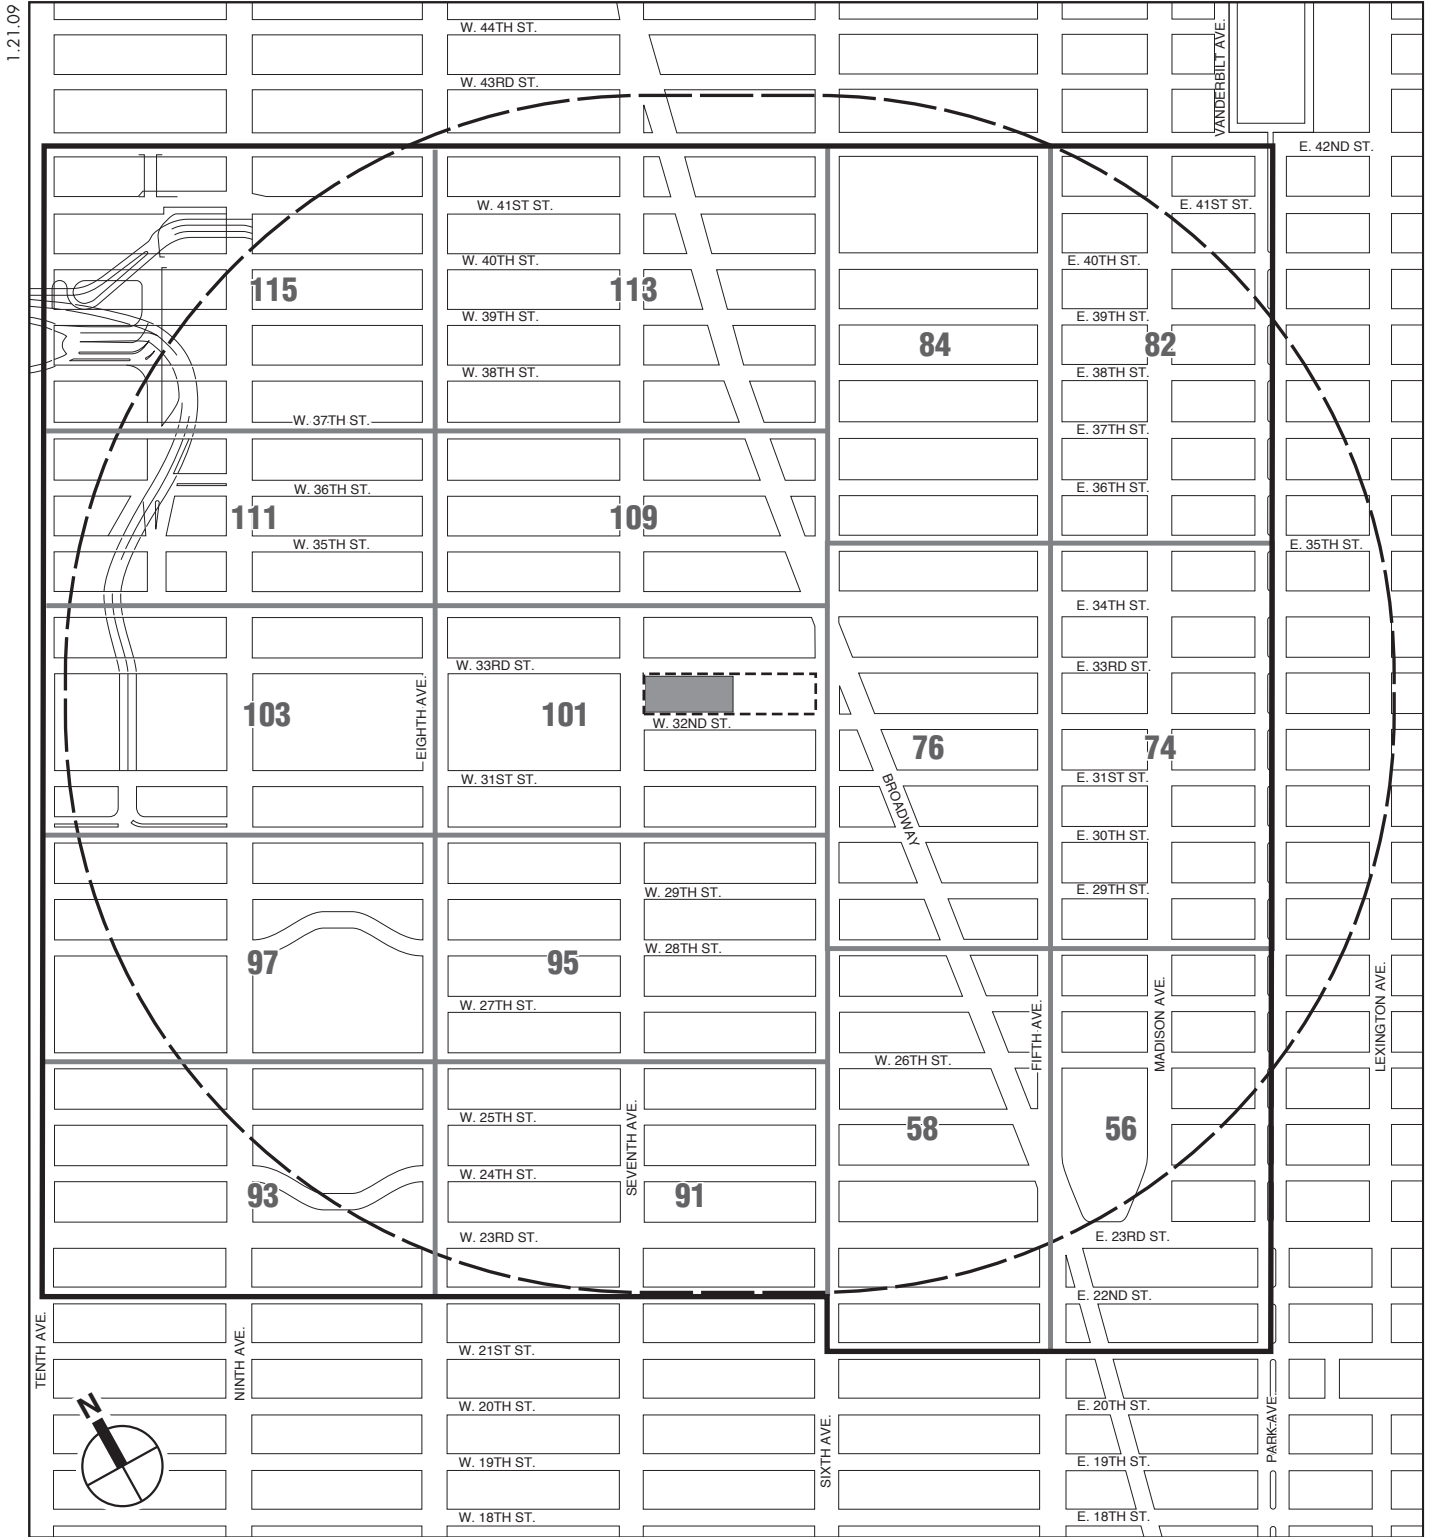 1.21.09
W. 44TH ST.
VANDERBILT AVE.
W. 43RD ST.
E. 42ND ST.
W. 41ST ST.
E. 41ST ST.
W. 40TH ST.
E. 40TH ST.
115
113
W. 39TH ST.
E. 39TH ST.
84
82
W. 38TH ST.
E. 38TH ST.
W. 37TH ST.
E. 37TH ST.
W. 36TH ST.
E. 36TH ST.
111
109
W. 35TH ST.
E. 35TH ST.
E. 34TH ST.
W. 33RD ST.
E. 33RD ST.
EIGHTH AVE.
103
101
W. 32ND ST.
76
74
W. 31ST ST.
E. 31ST ST.
BROADWAY
E. 30TH ST.
W. 29TH ST.
E. 29TH ST.
W. 28TH ST.
97
95
W. 27TH ST.
FIFTH AVE.
MADISON AVE.
LEXINGTON AVE.
W. 26TH ST.
W. 25TH ST.
58
56
SEVENTH AVE.
W. 24TH ST.
93
91
W. 23RD ST.
E. 23RD ST.
E. 22ND ST.
TENTH AVE.
NINTH AVE.
W. 21ST ST.
N
W. 20TH ST.
E. 20TH ST.
SIXTH AVE.
PARK AVE.
W. 19TH ST.
E. 19TH ST.
W. 18TH ST.
E. 18TH ST.